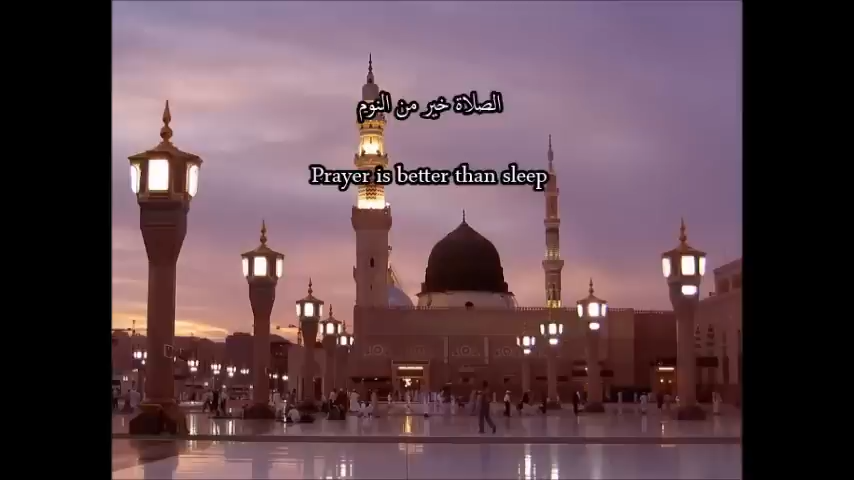 الصلاة خير من النوم
Prayer is better than sleep